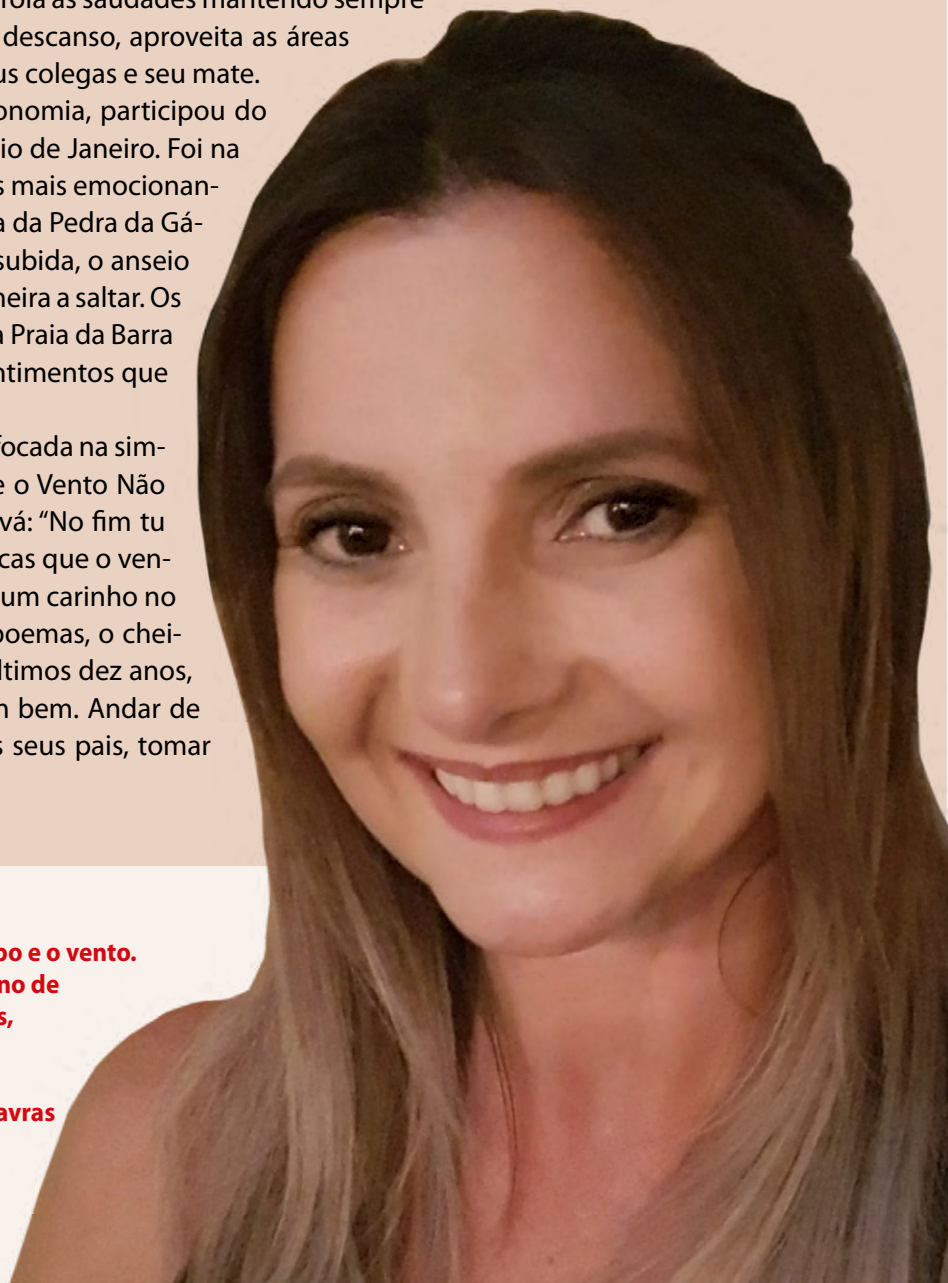 rola as saudades mantendo sempre
descanso, aproveita as áreas
us colegas e seu mate.
onomia, participou do
io de Janeiro. Foi na
s mais emocionan-
a da Pedra da Gá-
subida, o anseio
neira a saltar. Os
a Praia da Barra
ntimentos que
focada na sim-
e o Vento Não
vá: “No fim tu
cas que o ven-
um carinho no
poemas, o chei-
ltimos dez anos,
n bem. Andar de
s seus pais, tomar
po e o vento.
no de
s,
avras